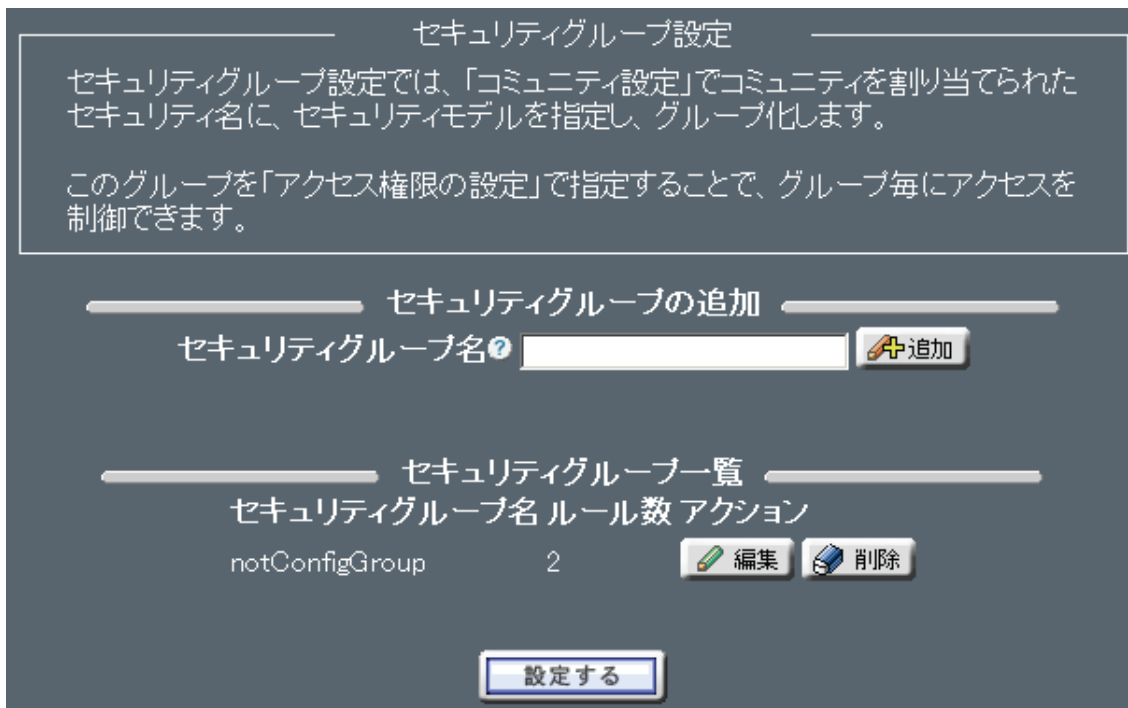 セキュリティグループ設定
セキュリティグループ設定では、「コミュニティ設定」でコミュニティを割り当てられた
セキュリティ名に、セキュリティモデルを指定し、グループ化します。
このグループを「アクセス権限の設定」で指定することで、グループ毎にアクセスを
制御できます。
セキュリティグループの追加
セキュリティグループ名? 追加
セキュリティグループ一覧
セキュリティグループ名 ルール数 アクション
notConfigGroup 2 編集 削除
設定する